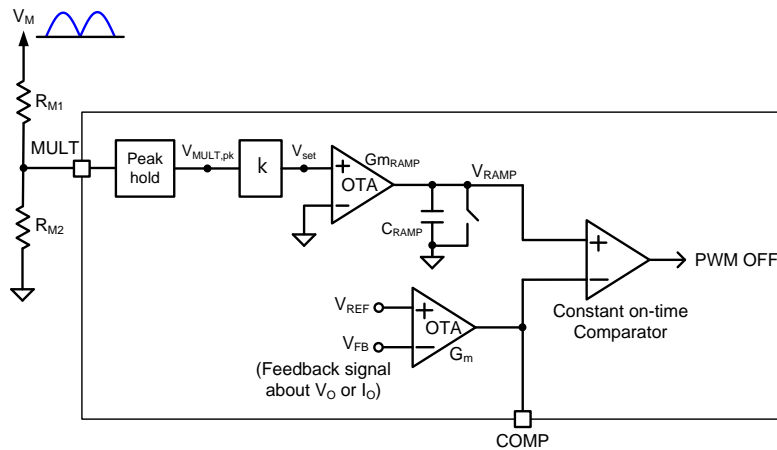 VM
RM1
MULT
Peak
hold
VMULT,pk
k
Vset
GmRAMP
+
OTA
−
VRAMP
CRAMP
RM2
+
−
PWM OFF
Constant on-time
Comparator
VREF
+
OTA
VFB
−
Gm
(Feedback signal
about VO or IO)
COMP